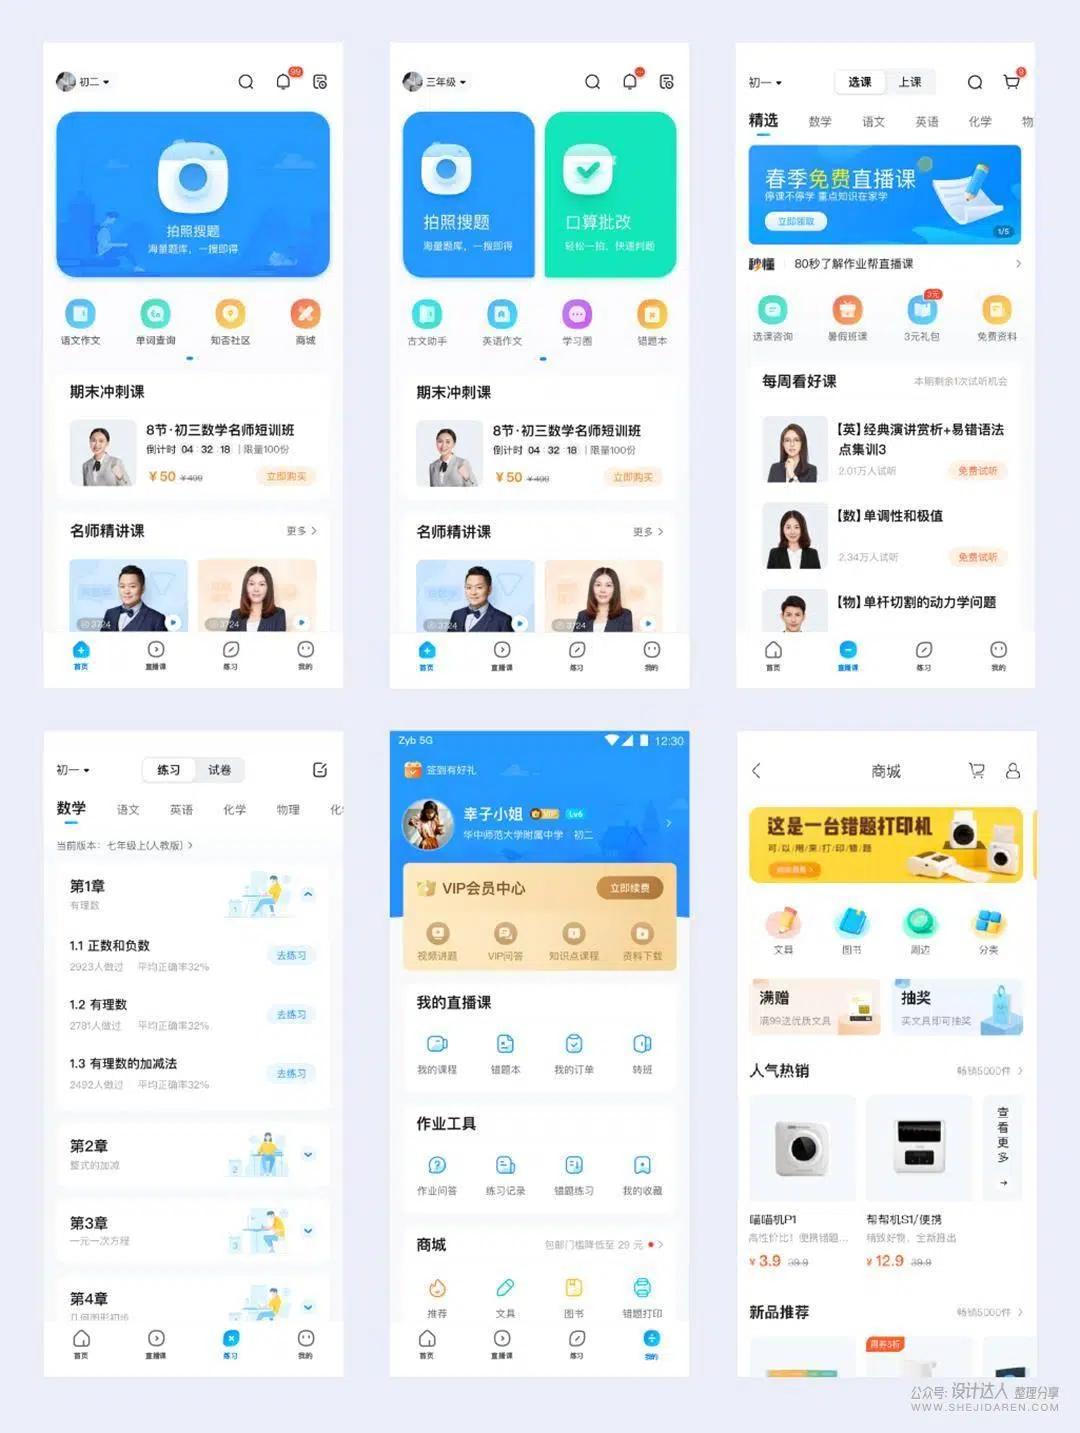 初二
99
拍照搜题
海量题库，一搜即得
语文作文
单词查询
知否社区
商城
期末冲刺课
8节·初三数学名师短训班
倒计时 04 : 32 : 18 | 限量100份
¥50 ¥499
立即购买
名师精讲课
更多
3724
3724
首页
直播课
练习
我的
三年级
拍照搜题
海量题库，一搜即得
口算批改
轻松一拍，快速判题
古文助手
英语作文
学习圈
错题本
期末冲刺课
8节·初三数学名师短训班
倒计时 04 : 32 : 18 | 限量100份
¥50 ¥499
立即购买
名师精讲课
更多
3724
3724
首页
直播课
练习
我的
初一
选课
上课
9
精选
数学
语文
英语
化学
物
春季免费直播课
停课不停学 重点知识在家学
立即领取
1/5
秒懂
80秒了解作业帮直播课
3元
选课咨询
暑假班课
3元礼包
免费资料
每周看好课
本期剩余1次试听机会
【英】经典演讲赏析+易错语法
点集训3
2.01万人试听
免费试听
【数】单调性和极值
2.34万人试听
免费试听
【物】单杆切割的动力学问题
首页
直播课
练习
我的
初一
练习
试卷
数学
语文
英语
化学
物理
当前版本：七年级上(人教版)
第1章
有理数
1
1.1 正数和负数
2923人做过 平均正确率32%
去练习
1.2 有理数
2781人做过 平均正确率32%
去练习
1.3 有理数的加减法
2492人做过 平均正确率32%
去练习
第2章
整式的加减
2
第3章
一元一次方程
3
第4章
几何图形初步
首页
直播课
练习
我的
Zyb 5G
12:30
签到有好礼
幸子小姐
VIP
Lv6
华中师范大学附属中学 初二
VIP会员中心
立即续费
视频讲题
VIP问答
知识点课程
资料下载
我的直播课
我的课程
错题本
我的订单
转班
作业工具
作业问答
练习记录
错题练习
我的收藏
商城
包邮门槛降低至 29 元
推荐
文具
图书
错题打印
首页
直播课
练习
我的
商城
这是一台错题打印机
可/以/用/来/打/印/错/题
文具
图书
周边
分类
满赠
满99送优质文具
抽奖
买文具即可抽奖
人气热销
畅销5000件
查看更多
喵喵机P1
高性价比！便携错题...
¥3.9 39.9
帮帮机S1/便携
精致好物，全新推出
¥12.9 39.9
新品推荐
畅销5000件
公众号: 设计达人 整理分享
WWW.SHEJIDAREN.COM